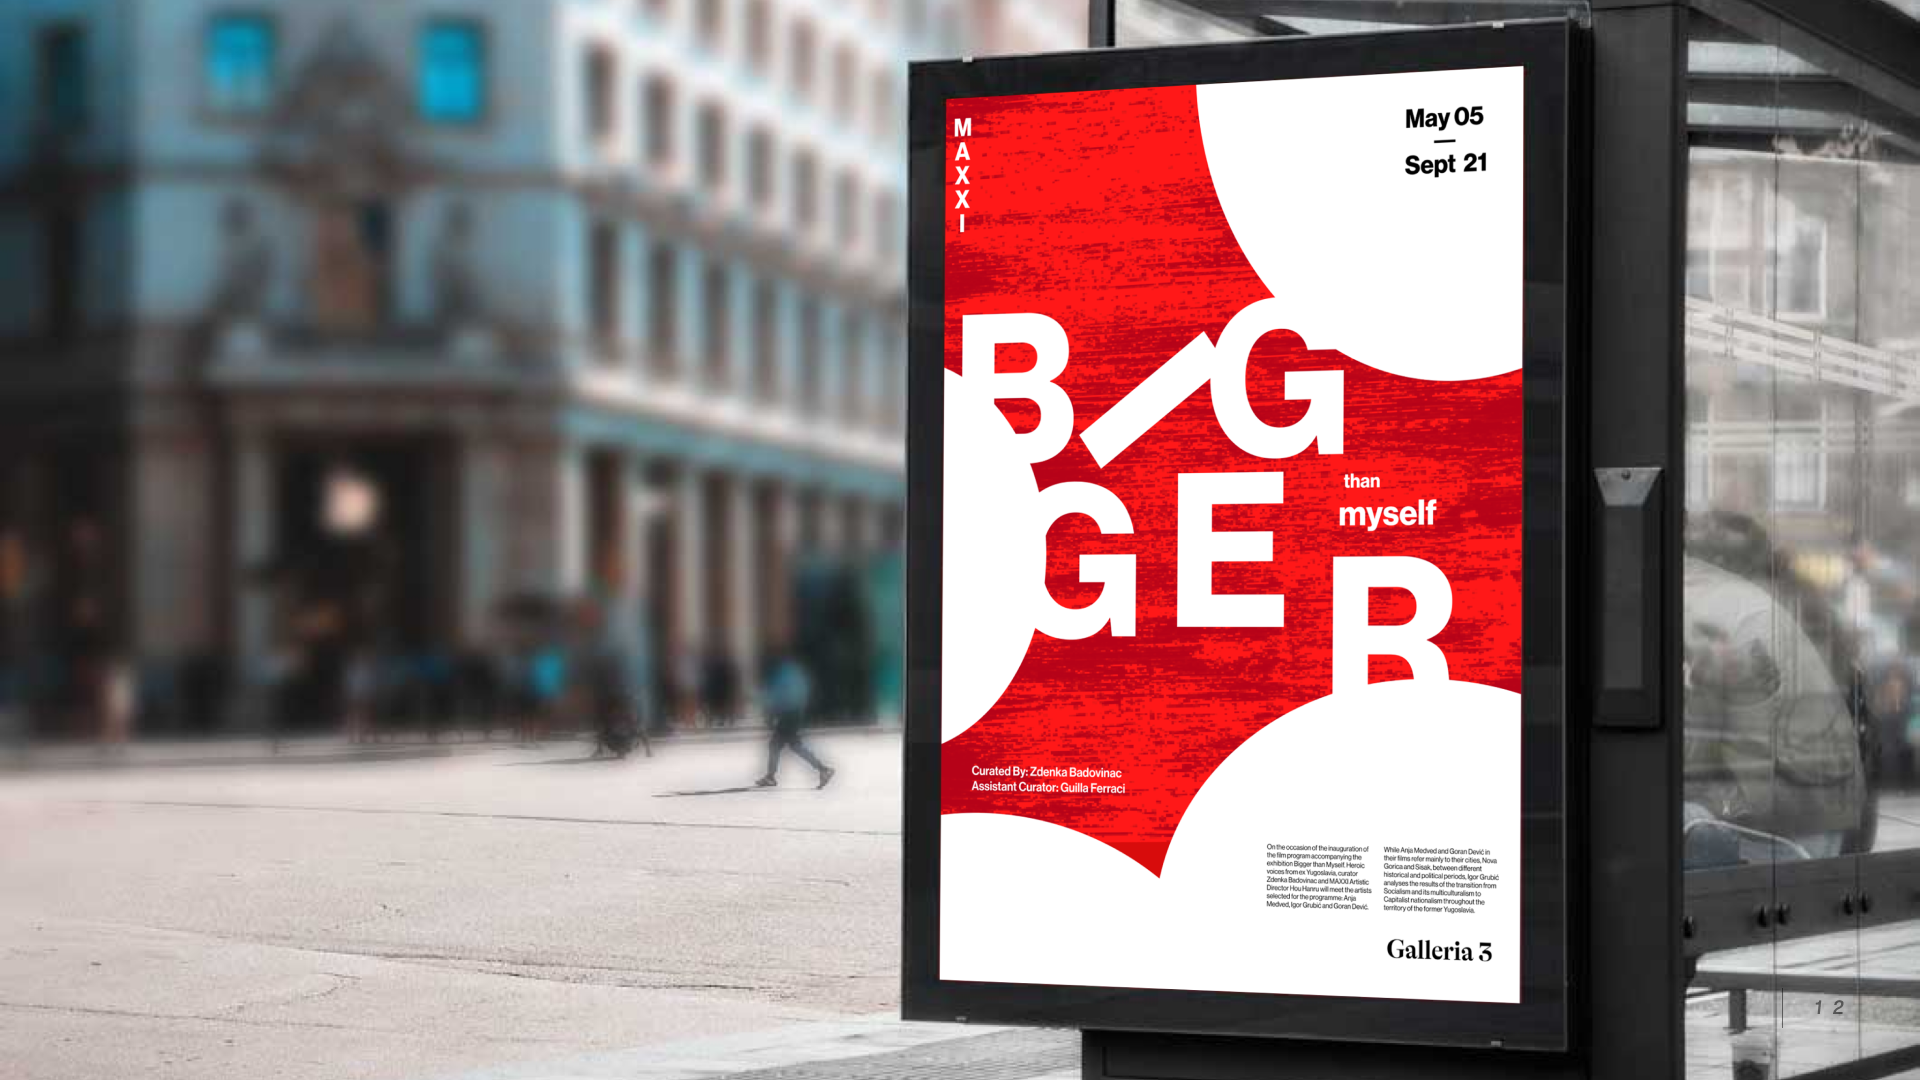 MAXXI
May 05
—
Sept 21
BIG
GER
than
myself
Curated By: Zdenka Badovinac
Assistant Curator: Guilla Ferraci
On the occasion of the inauguration of
the film program accompanying the
exhibition Bigger than Myself. Heroic
voices from ex Yugoslavia, curator
Zdenka Badovinac and MAXXI Artistic
Director Hou Hanru will meet the artists
selected for the programme: Anja
Medved, Igor Grubić and Goran Dević.
While Anja Medved and Goran Dević in
their films refer mainly to their cities, Nova
Gorica and Sisak, between different
historical and political periods, Igor Grubić
analyses the results of the transition from
Socialism and its multiculturalism to
Capitalist nationalism throughout the
territory of the former Yugoslavia.
Galleria 3
12